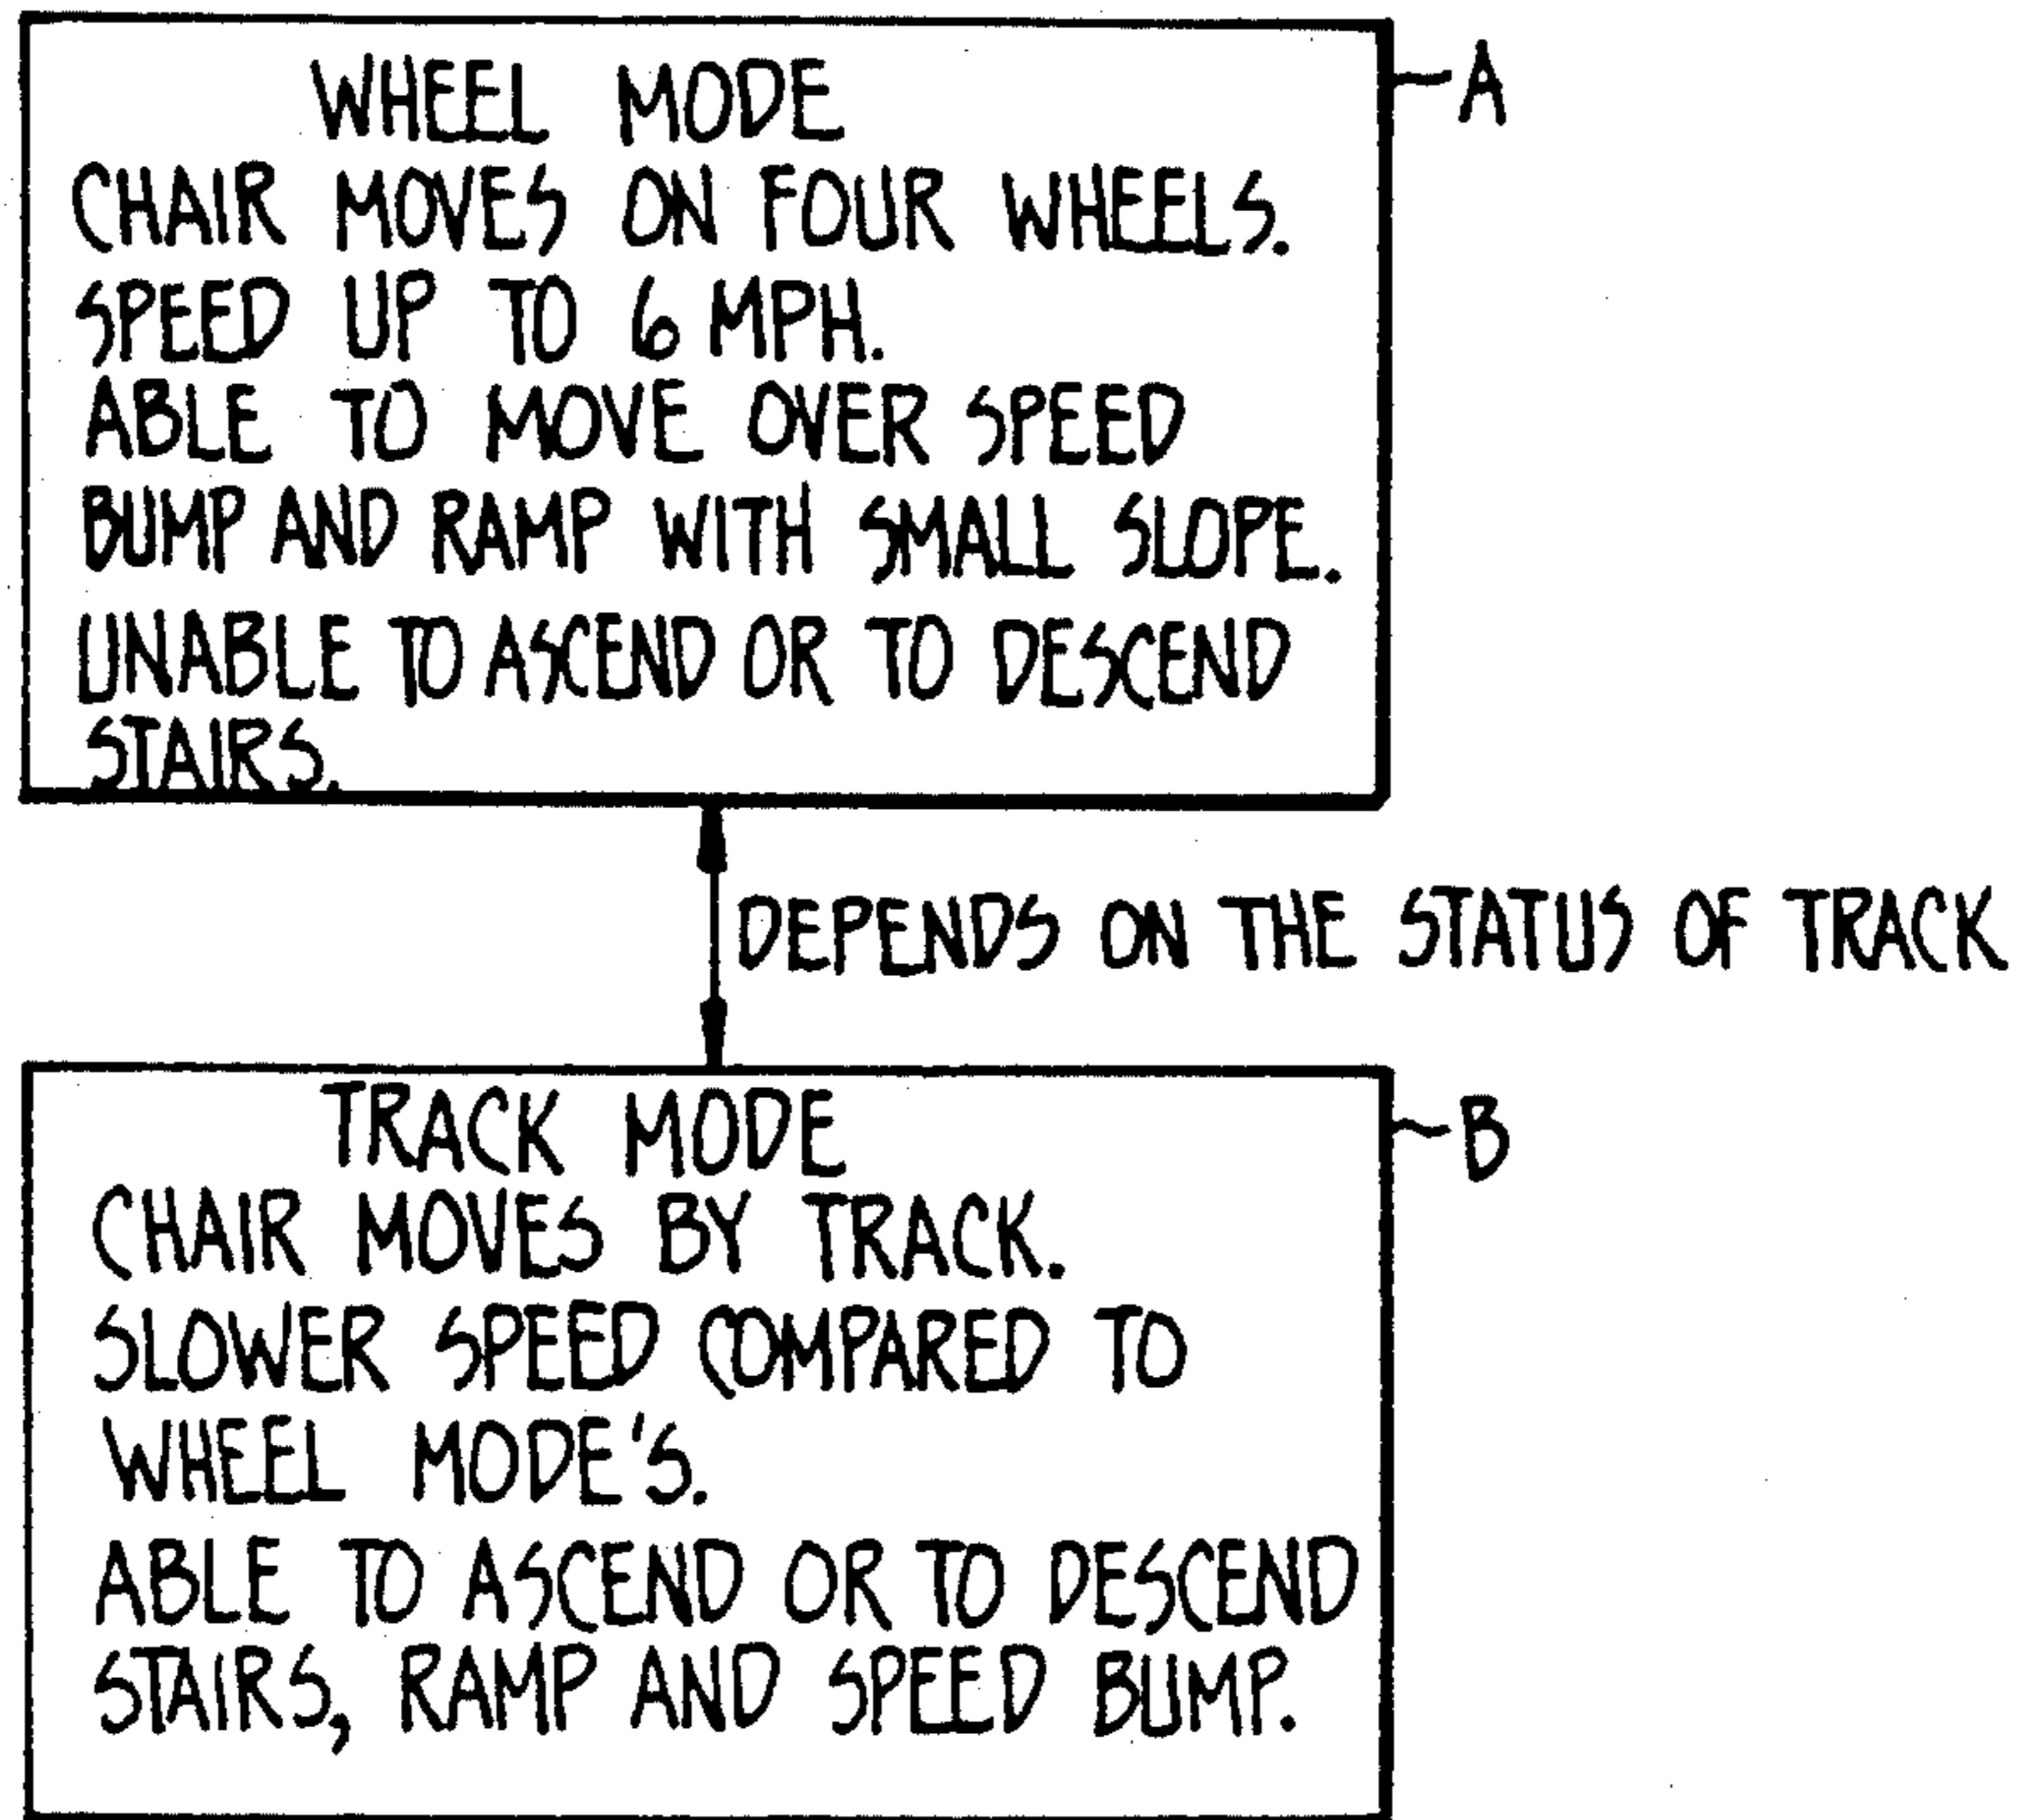 WHEEL MODE
CHAIR MOVES ON FOUR WHEELS.
SPEED UP TO 6 MPH.
ABLE TO MOVE OVER SPEED
BUMP AND RAMP WITH SMALL SLOPE.
UNABLE TO ASCEND OR TO DESCEND
STAIRS.
A
DEPENDS ON THE STATUS OF TRACK
TRACK MODE
CHAIR MOVES BY TRACK.
SLOWER SPEED COMPARED TO
WHEEL MODE'S.
ABLE TO ASCEND OR TO DESCEND
STAIRS, RAMP AND SPEED BUMP.
B